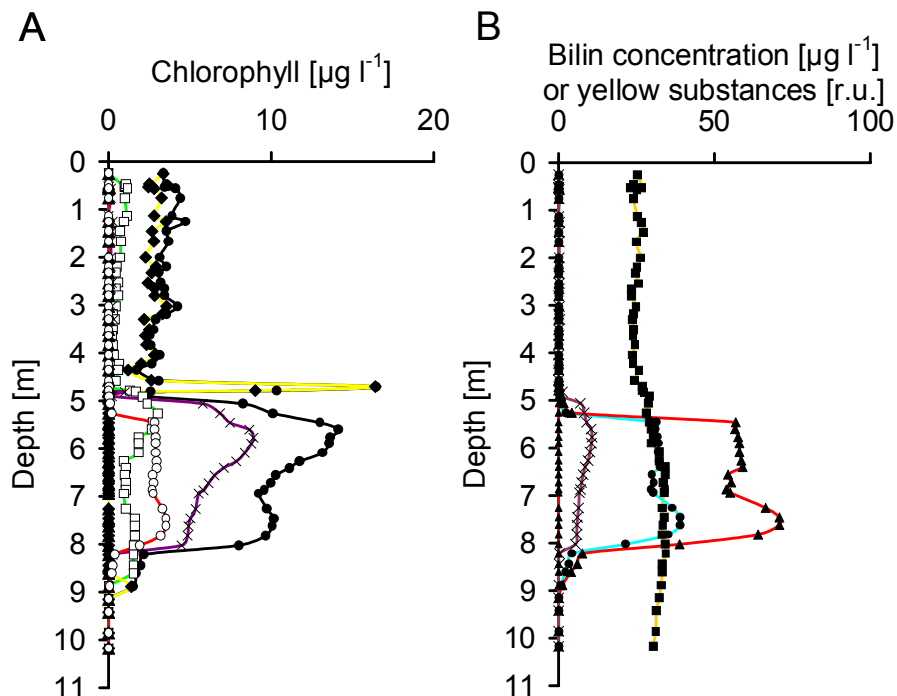 A
Chlorophyll [µg l⁻¹]
0 10 20
0
1
2
3
4
5
6
7
8
9
10
11
Depth [m]
B
Bilin concentration [µg l⁻¹]
or yellow substances [r.u.]
0 50 100
0
1
2
3
4
5
6
7
8
9
10
11
Depth [m]